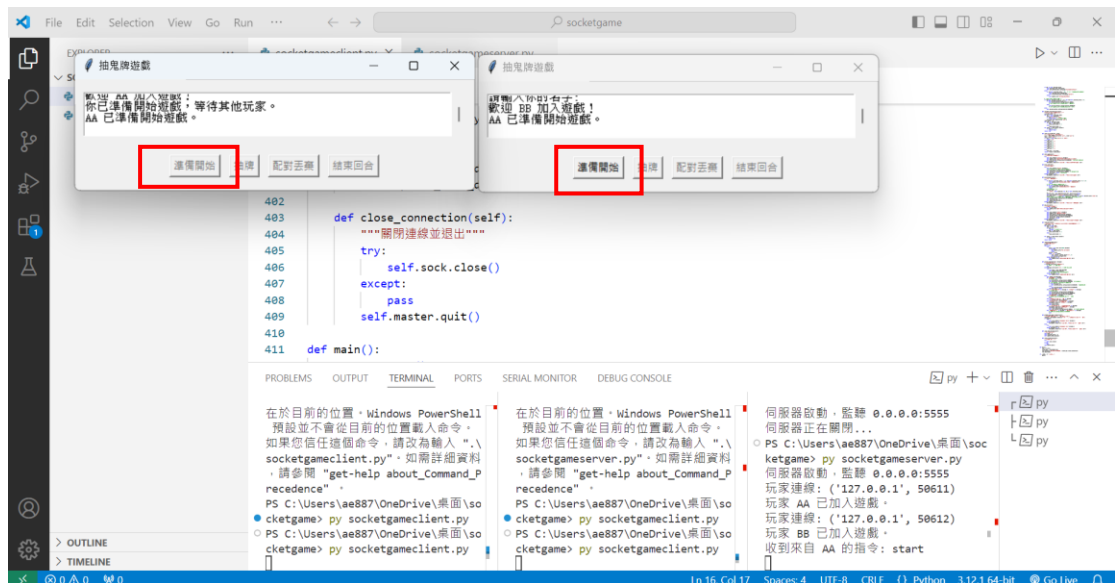 File Edit Selection View Go Run ··· socketgame
抽鬼牌遊戲
歡迎 AA 加入遊戲！
你已準備開始遊戲，等待其他玩家。
AA 已準備開始遊戲。
準備開始 配對丟棄 結束回合
抽鬼牌遊戲
請輸入你的名字：
歡迎 BB 加入遊戲！
AA 已準備開始遊戲。
準備開始 配對丟棄 結束回合
402
403 def close_connection(self):
404 """關閉連線並退出"""
405 try:
406 self.sock.close()
407 except:
408 pass
409 self.master.quit()
410
411 def main():
PROBLEMS OUTPUT TERMINAL PORTS SERIAL MONITOR DEBUG CONSOLE
py
在於目前的位置。Windows PowerShell
預設並不會從目前的位置載入命令。
如果您信任這個命令，請改為輸入 ".\
socketgameclient.py"。如需詳細資料
，請參閱 "get-help about_Command_P
recedence" 。
PS C:\Users\ae887\OneDrive\桌面\so
cketgame> py socketgameclient.py
PS C:\Users\ae887\OneDrive\桌面\so
cketgame> py socketgameclient.py
在於目前的位置。Windows PowerShell
預設並不會從目前的位置載入命令。
如果您信任這個命令，請改為輸入 ".\
socketgameserver.py"。如需詳細資料
，請參閱 "get-help about_Command_P
recedence" 。
PS C:\Users\ae887\OneDrive\桌面\so
cketgame> py socketgameclient.py
PS C:\Users\ae887\OneDrive\桌面\so
cketgame> py socketgameclient.py
伺服器啟動，監聽 0.0.0.0:5555
伺服器正在關閉...
PS C:\Users\ae887\OneDrive\桌面\soc
ketgame> py socketgameserver.py
伺服器啟動，監聽 0.0.0.0:5555
玩家連線: ('127.0.0.1', 50611)
玩家 AA 已加入遊戲。
玩家連線: ('127.0.0.1', 50612)
玩家 BB 已加入遊戲。
收到來自 AA 的指令: start
py
py
py
OUTLINE
TIMELINE
1
0 0 0
Ln 16, Col 17 Spaces: 4 UTF-8 CRLF {} Python 3.12.1 64-bit Go Live